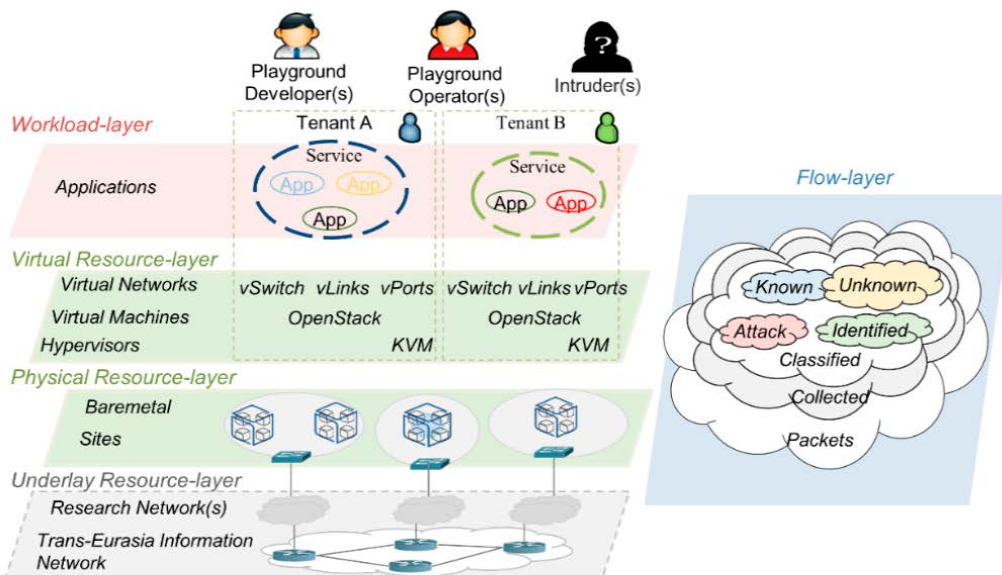 ?
Playground
Developer(s)
Playground
Operator(s)
Intruder(s)
Workload-layer
Tenant A
Tenant B
Service
Service
Applications
App
App
App
App
App
Flow-layer
Virtual Resource-layer
Virtual Networks
vSwitch vLinks vPorts
vSwitch vLinks vPorts
Virtual Machines
OpenStack
OpenStack
Hypervisors
KVM
KVM
Known
Unknown
Attack
Identified
Classified
Collected
Packets
Physical Resource-layer
Baremetal
Sites
Underlay Resource-layer
Research Network(s)
Trans-Eurasia Information
Network